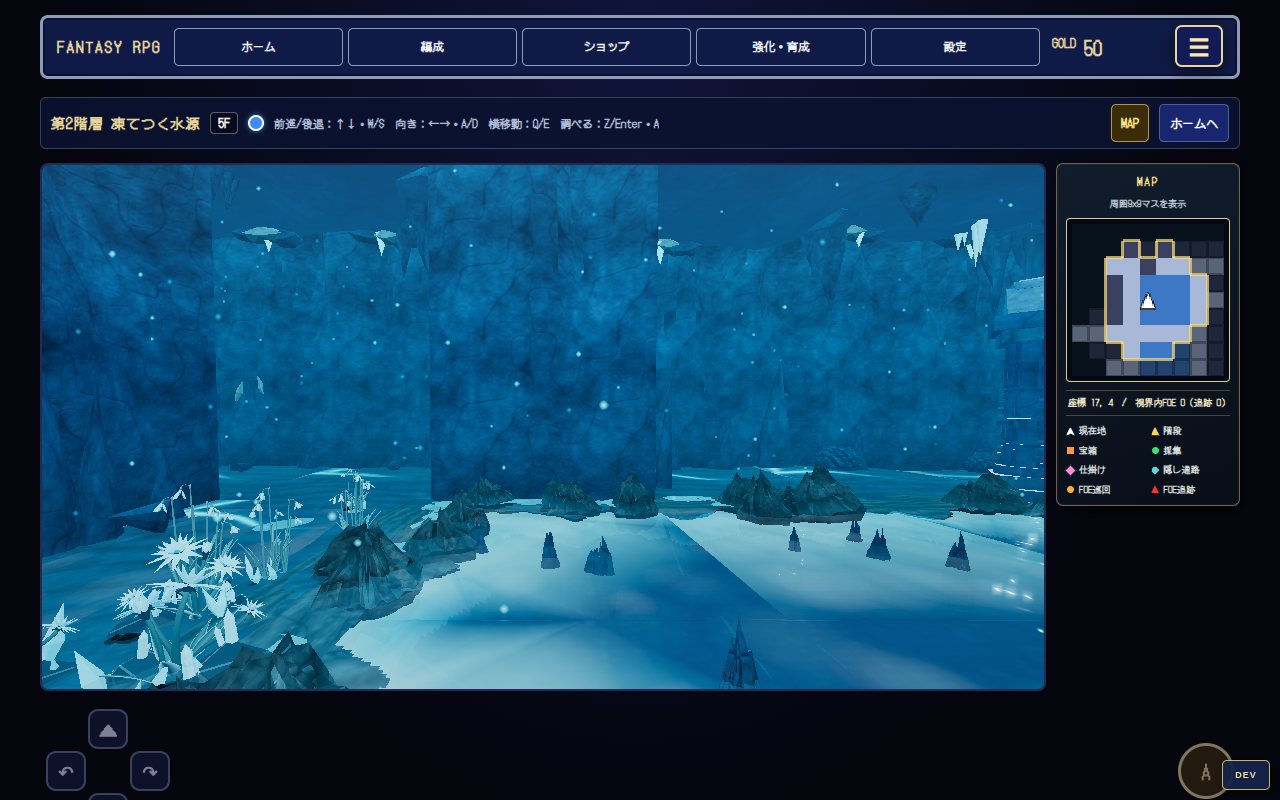 FANTASY RPG
ホーム
編成
ショップ
強化・育成
設定
GOLD 50
第2階層 凍てつく水源
5F
前進/後退：↑↓・W/S 向き：←→・A/D 横移動：Q/E 調べる：Z/Enter・A
MAP
ホームへ
MAP
周囲9x9マスを表示
座標 17, 4 / 視界内FOE 0（追跡 0）
現在地
階段
宝箱
採集
仕掛け
隠し通路
FOE巡回
FOE追跡
A
DEV